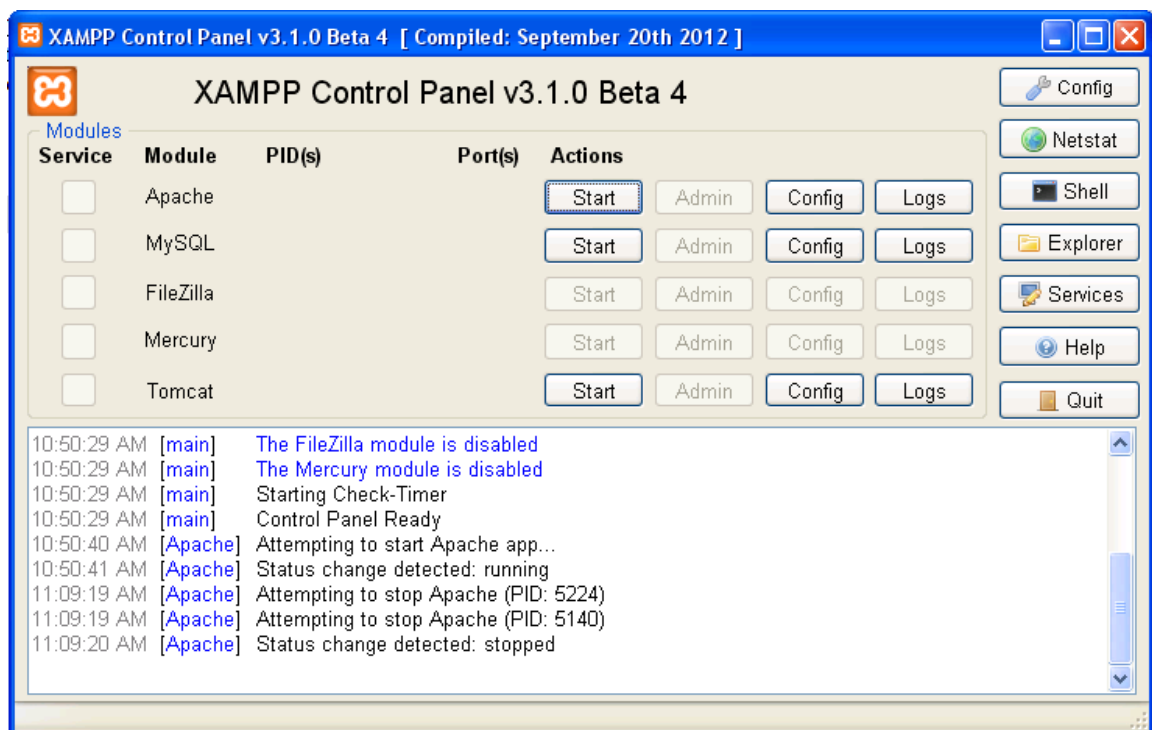 XAMPP Control Panel v3.1.0 Beta 4 [ Compiled: September 20th 2012 ]
XAMPP Control Panel v3.1.0 Beta 4
Config
Modules
Service Module PID(s) Port(s) Actions
Netstat
Apache Start Admin Config Logs
Shell
MySQL Start Admin Config Logs
Explorer
FileZilla Start Admin Config Logs
Services
Mercury Start Admin Config Logs
Help
Tomcat Start Admin Config Logs
Quit
10:50:29 AM [main] The FileZilla module is disabled
10:50:29 AM [main] The Mercury module is disabled
10:50:29 AM [main] Starting Check-Timer
10:50:29 AM [main] Control Panel Ready
10:50:40 AM [Apache] Attempting to start Apache app...
10:50:41 AM [Apache] Status change detected: running
11:09:19 AM [Apache] Attempting to stop Apache (PID: 5224)
11:09:19 AM [Apache] Attempting to stop Apache (PID: 5140)
11:09:20 AM [Apache] Status change detected: stopped